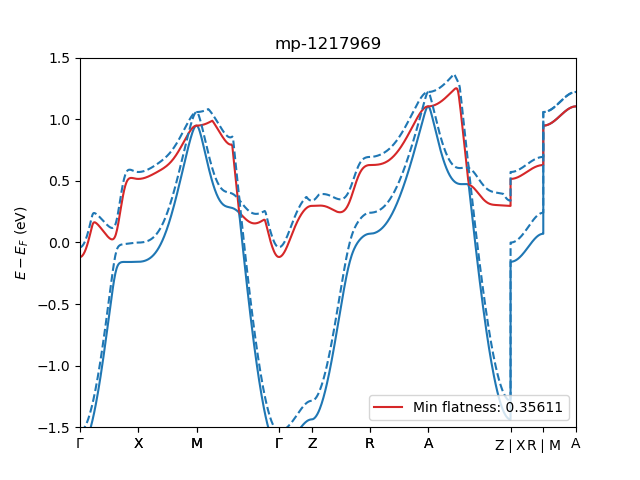 mp-1217969
E − E_F (eV)
1.5
1.0
0.5
0.0
−0.5
−1.0
−1.5
Min flatness: 0.35611
Γ X M Γ Z R A Z | X R | M A